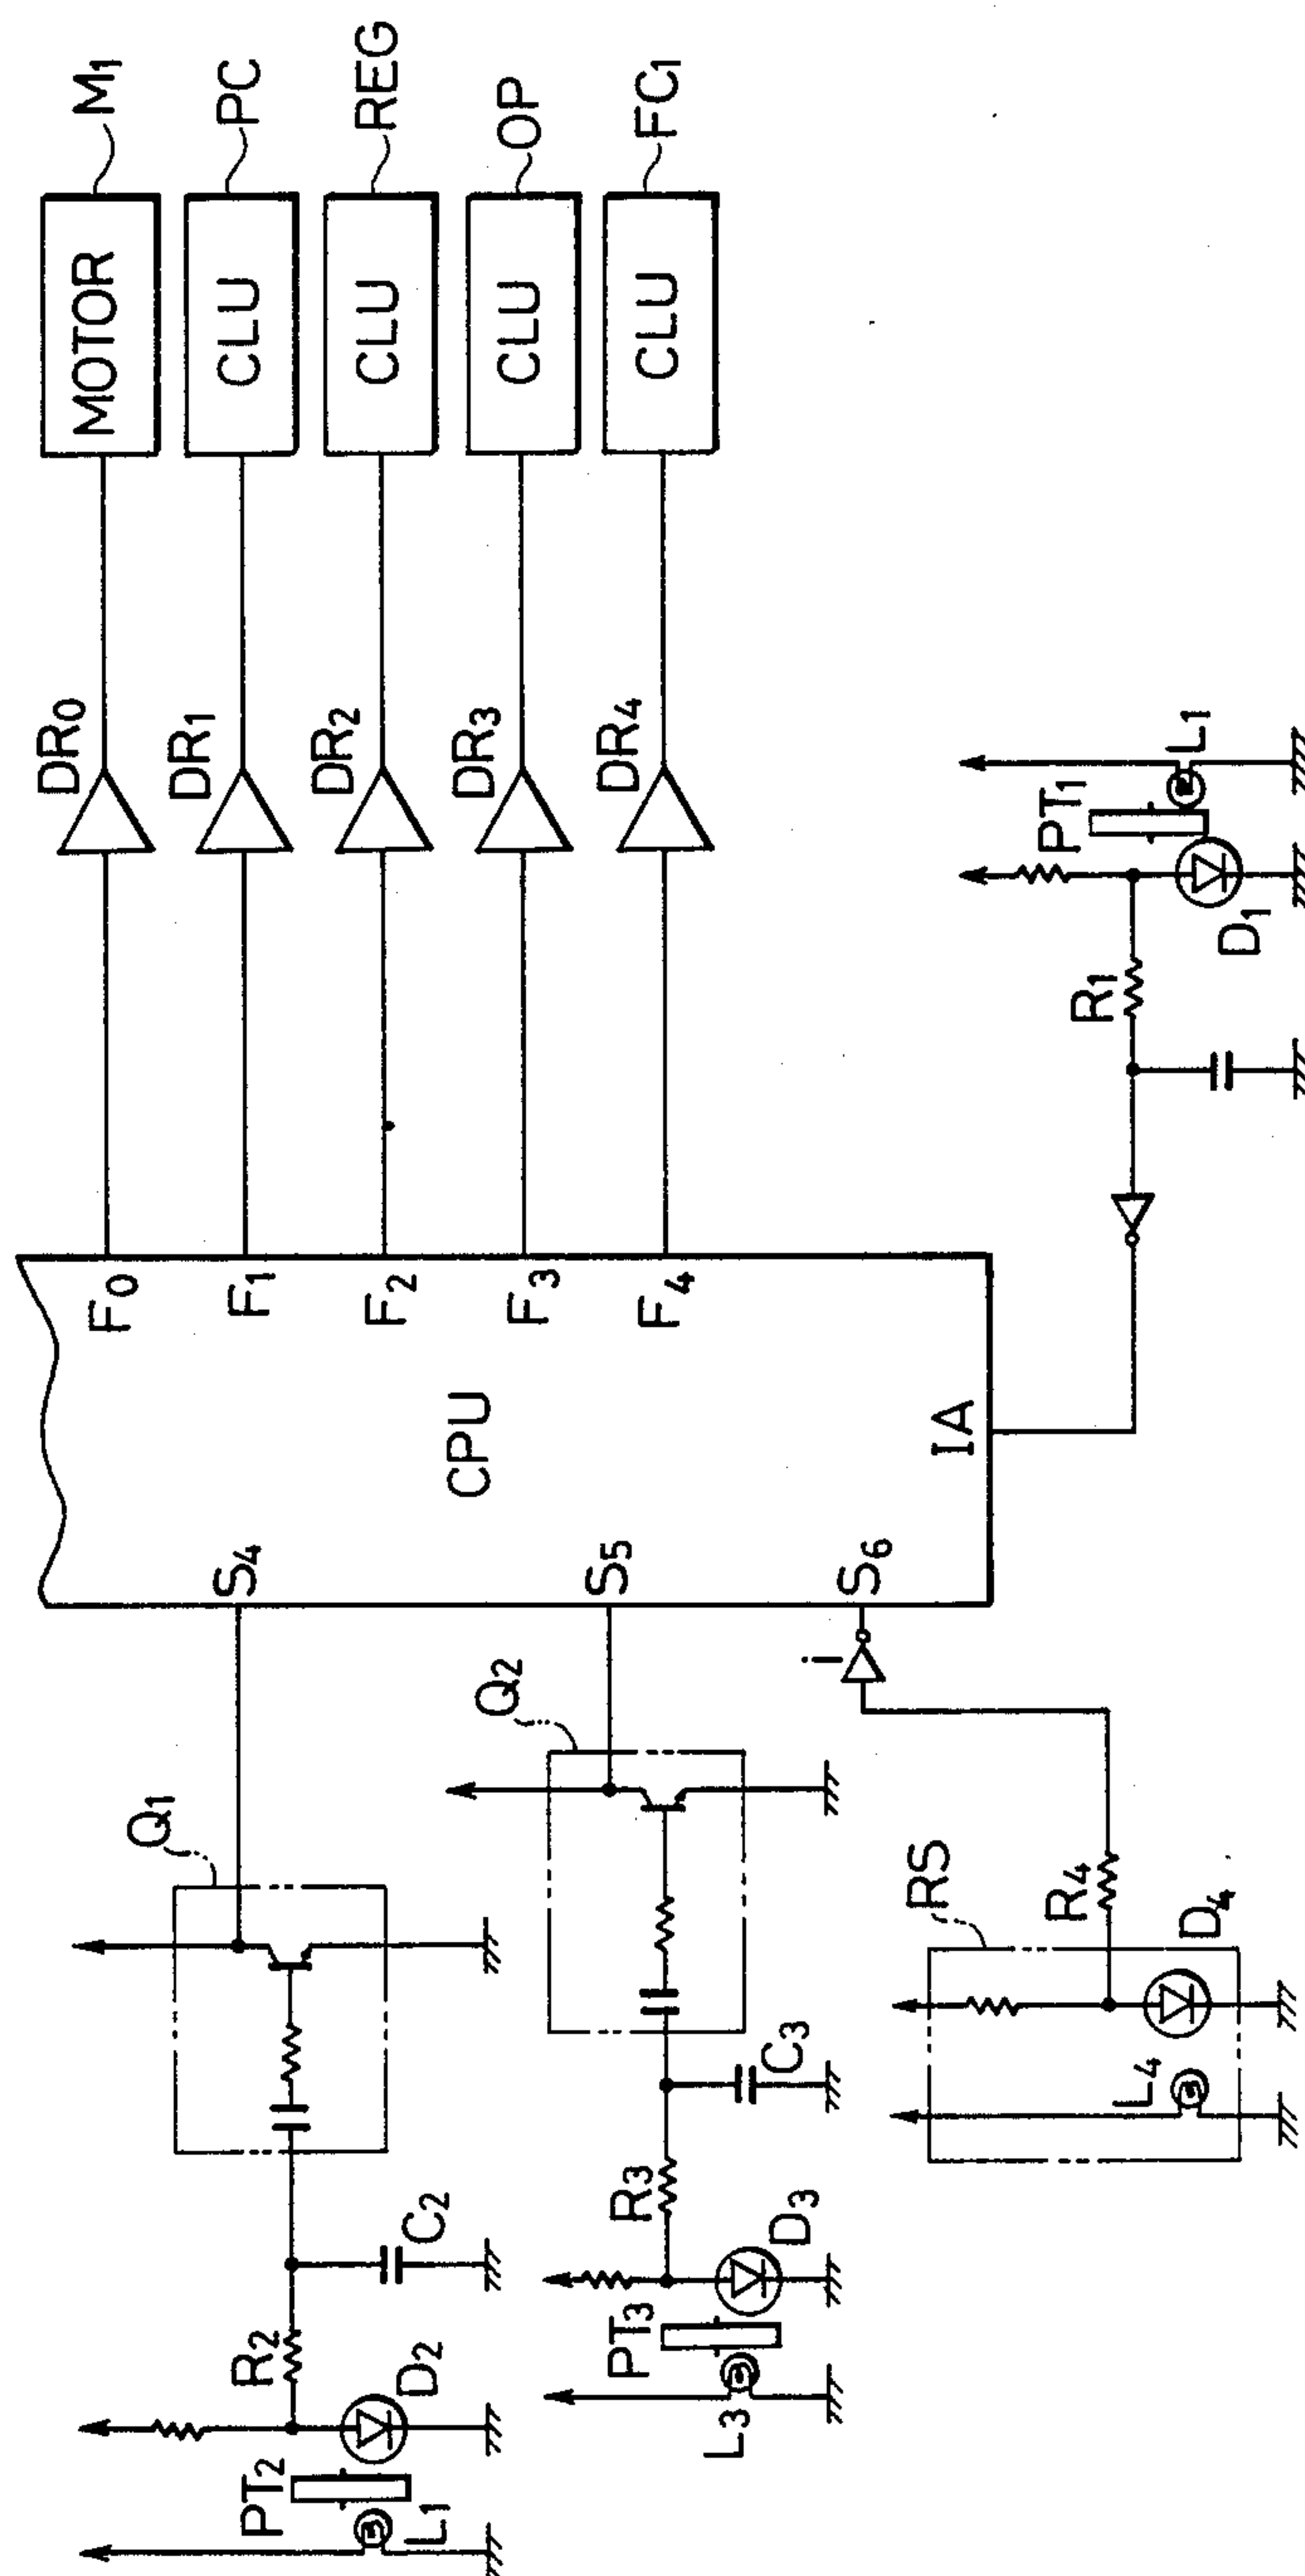 MOTOR
M1
CLU
PC
CLU
REG
CLU
OP
CLU
FC1
DR0
DR1
DR2
DR3
DR4
F0
F1
F2
F3
F4
CPU
IA
S4
S5
S6
i
Q1
Q2
R2
C2
D2
PT2
L1
R3
C3
D3
PT3
L3
RS
R4
D4
L4
R1
PT1
L1
D1